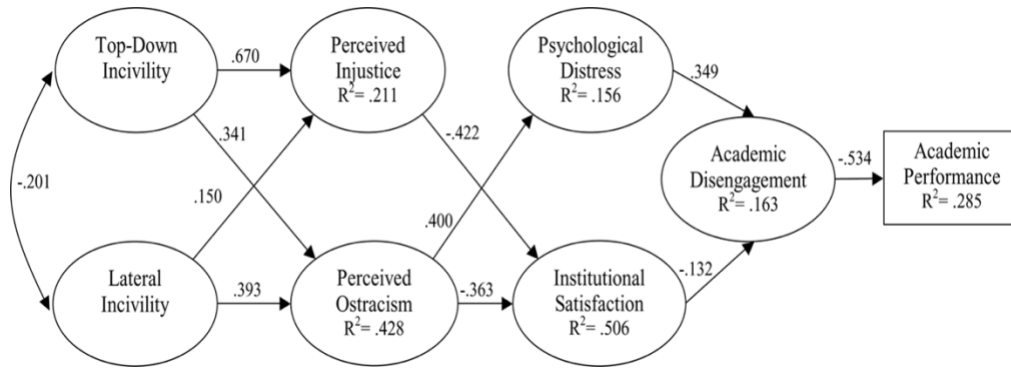 Top-Down
Incivility
.670
Perceived
Injustice
R²= .211
Psychological
Distress
R²= .156
.349
.341
-.422
-.201
.150
.400
Academic
Disengagement
R²= .163
-.534
Academic
Performance
R²= .285
Lateral
Incivility
.393
Perceived
Ostracism
R²= .428
-.363
Institutional
Satisfaction
R²= .506
-.132